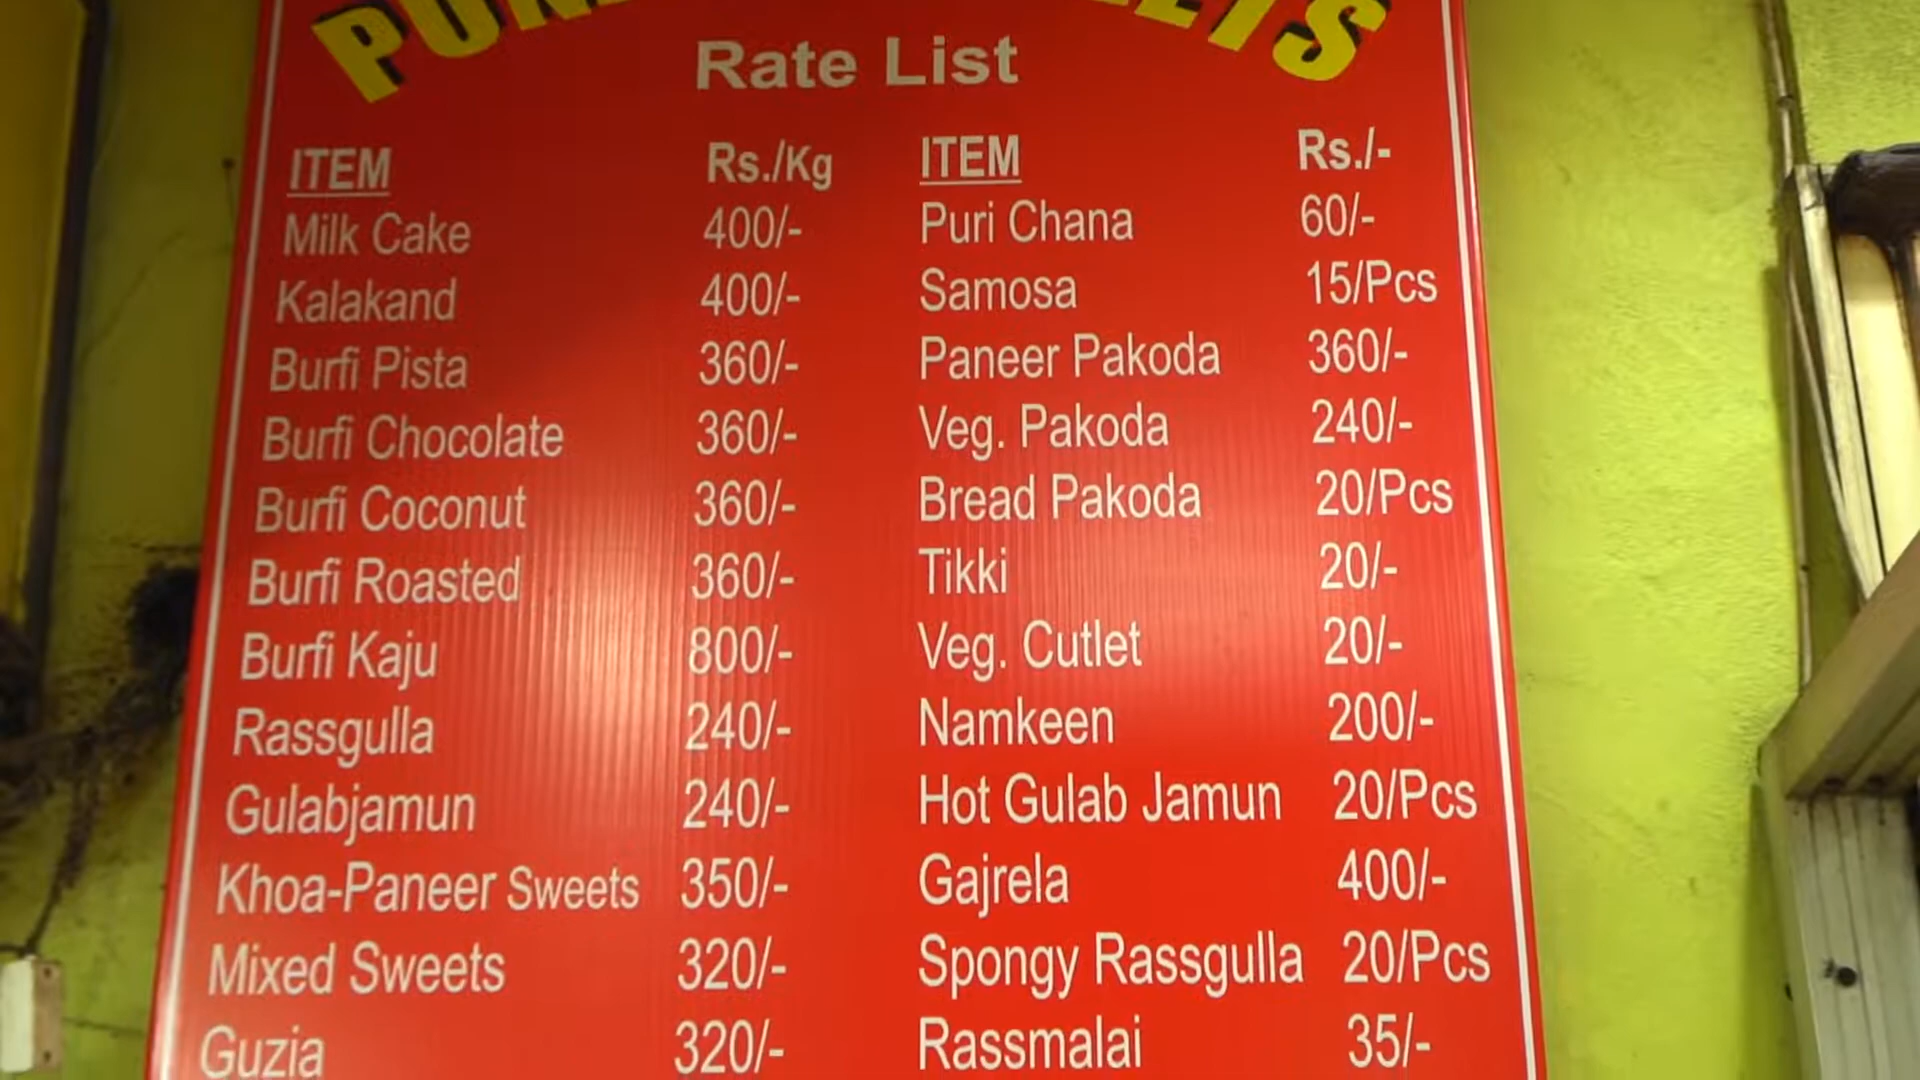 Rate List
ITEM Rs./Kg ITEM Rs./-
Milk Cake 400/- Puri Chana 60/-
Kalakand 400/- Samosa 15/Pcs
Burfi Pista 360/- Paneer Pakoda 360/-
Burfi Chocolate 360/- Veg. Pakoda 240/-
Burfi Coconut 360/- Bread Pakoda 20/Pcs
Burfi Roasted 360/- Tikki 20/-
Burfi Kaju 800/- Veg. Cutlet 20/-
Rassgulla 240/- Namkeen 200/-
Gulabjamun 240/- Hot Gulab Jamun 20/Pcs
Khoa-Paneer Sweets 350/- Gajrela 400/-
Mixed Sweets 320/- Spongy Rassgulla 20/Pcs
Guzia 320/- Rassmalai 35/-